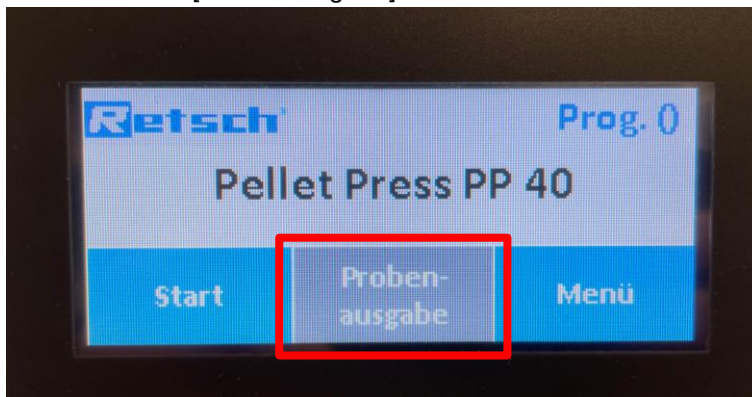 Retsch
Prog. 0
Pellet Press PP 40
Start
Proben-
ausgabe
Menü